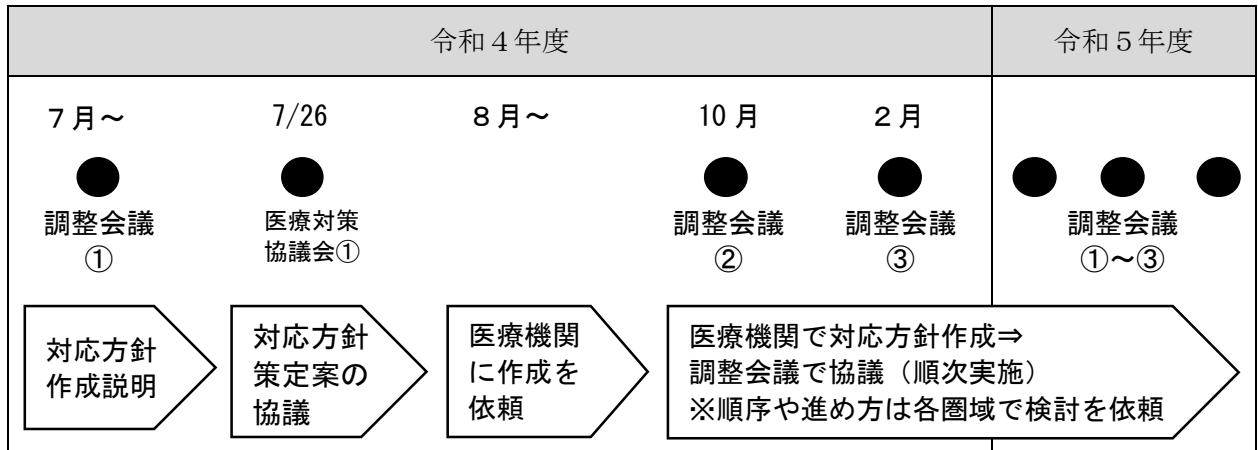 令和４年度
令和５年度
７月～
7/26
８月～
10 月
２月
調整会議
①
医療対策
協議会①
調整会議
②
調整会議
③
調整会議
①～③
対応方針
作成説明
対応方針
策定案の
協議
医療機関
に作成を
依頼
医療機関で対応方針作成⇒
調整会議で協議（順次実施）
※順序や進め方は各圏域で検討を依頼